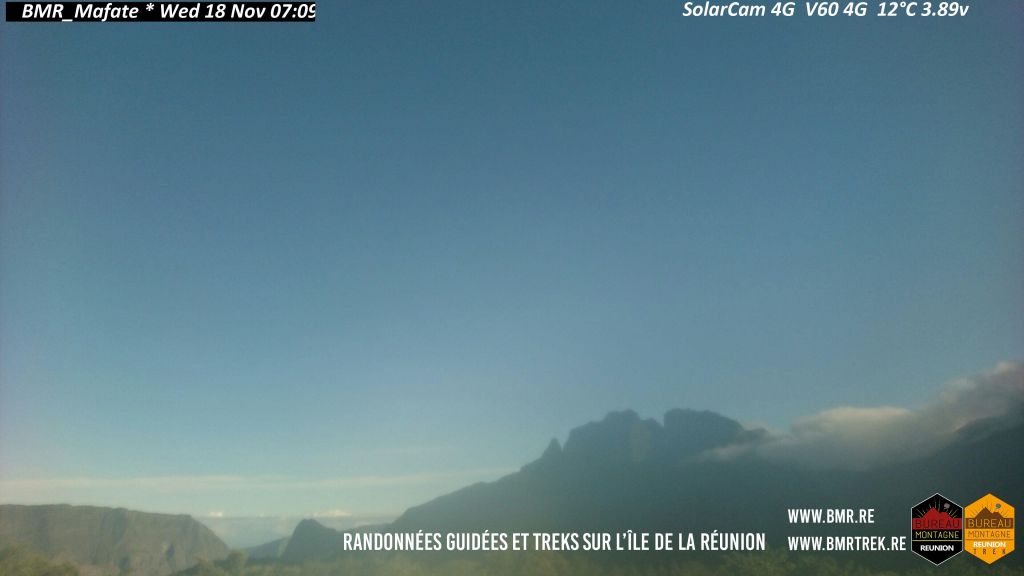 BMR_Mafate * Wed 18 Nov 07:09
SolarCam 4G V60 4G 12°C 3.89v
WWW.BMR.RE
RANDONNÉES GUIDÉES ET TREKS SUR L'ÎLE DE LA RÉUNION
WWW.BMRTREK.RE
BUREAU
MONTAGNE
REUNION
BUREAU
MONTAGNE
REUNION
TREK